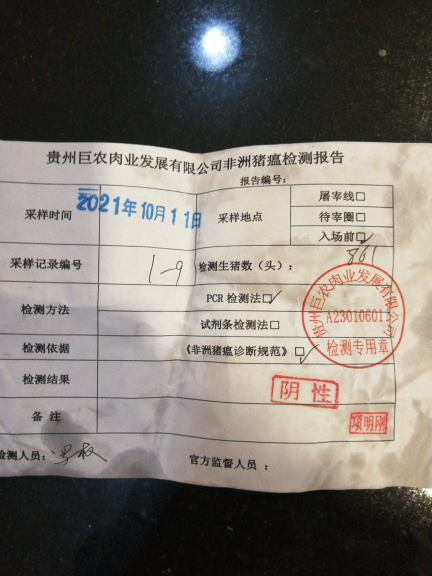 贵州巨农肉业发展有限公司非洲猪瘟检测报告
报告编号：
采样时间
2021年10月11日
采样地点
屠宰线□
待宰圈□
入场前□✓
采样记录编号
1-9
检测生猪数（头）：
861
检测方法
PCR 检测法□✓
试剂条检测法□
检测依据
《非洲猪瘟诊断规范》□✓
贵州巨农肉业发展有限公司
A23010601
检测专用章
检测结果
阴性
备注
项明刚
检测人员：
官方监督人员：